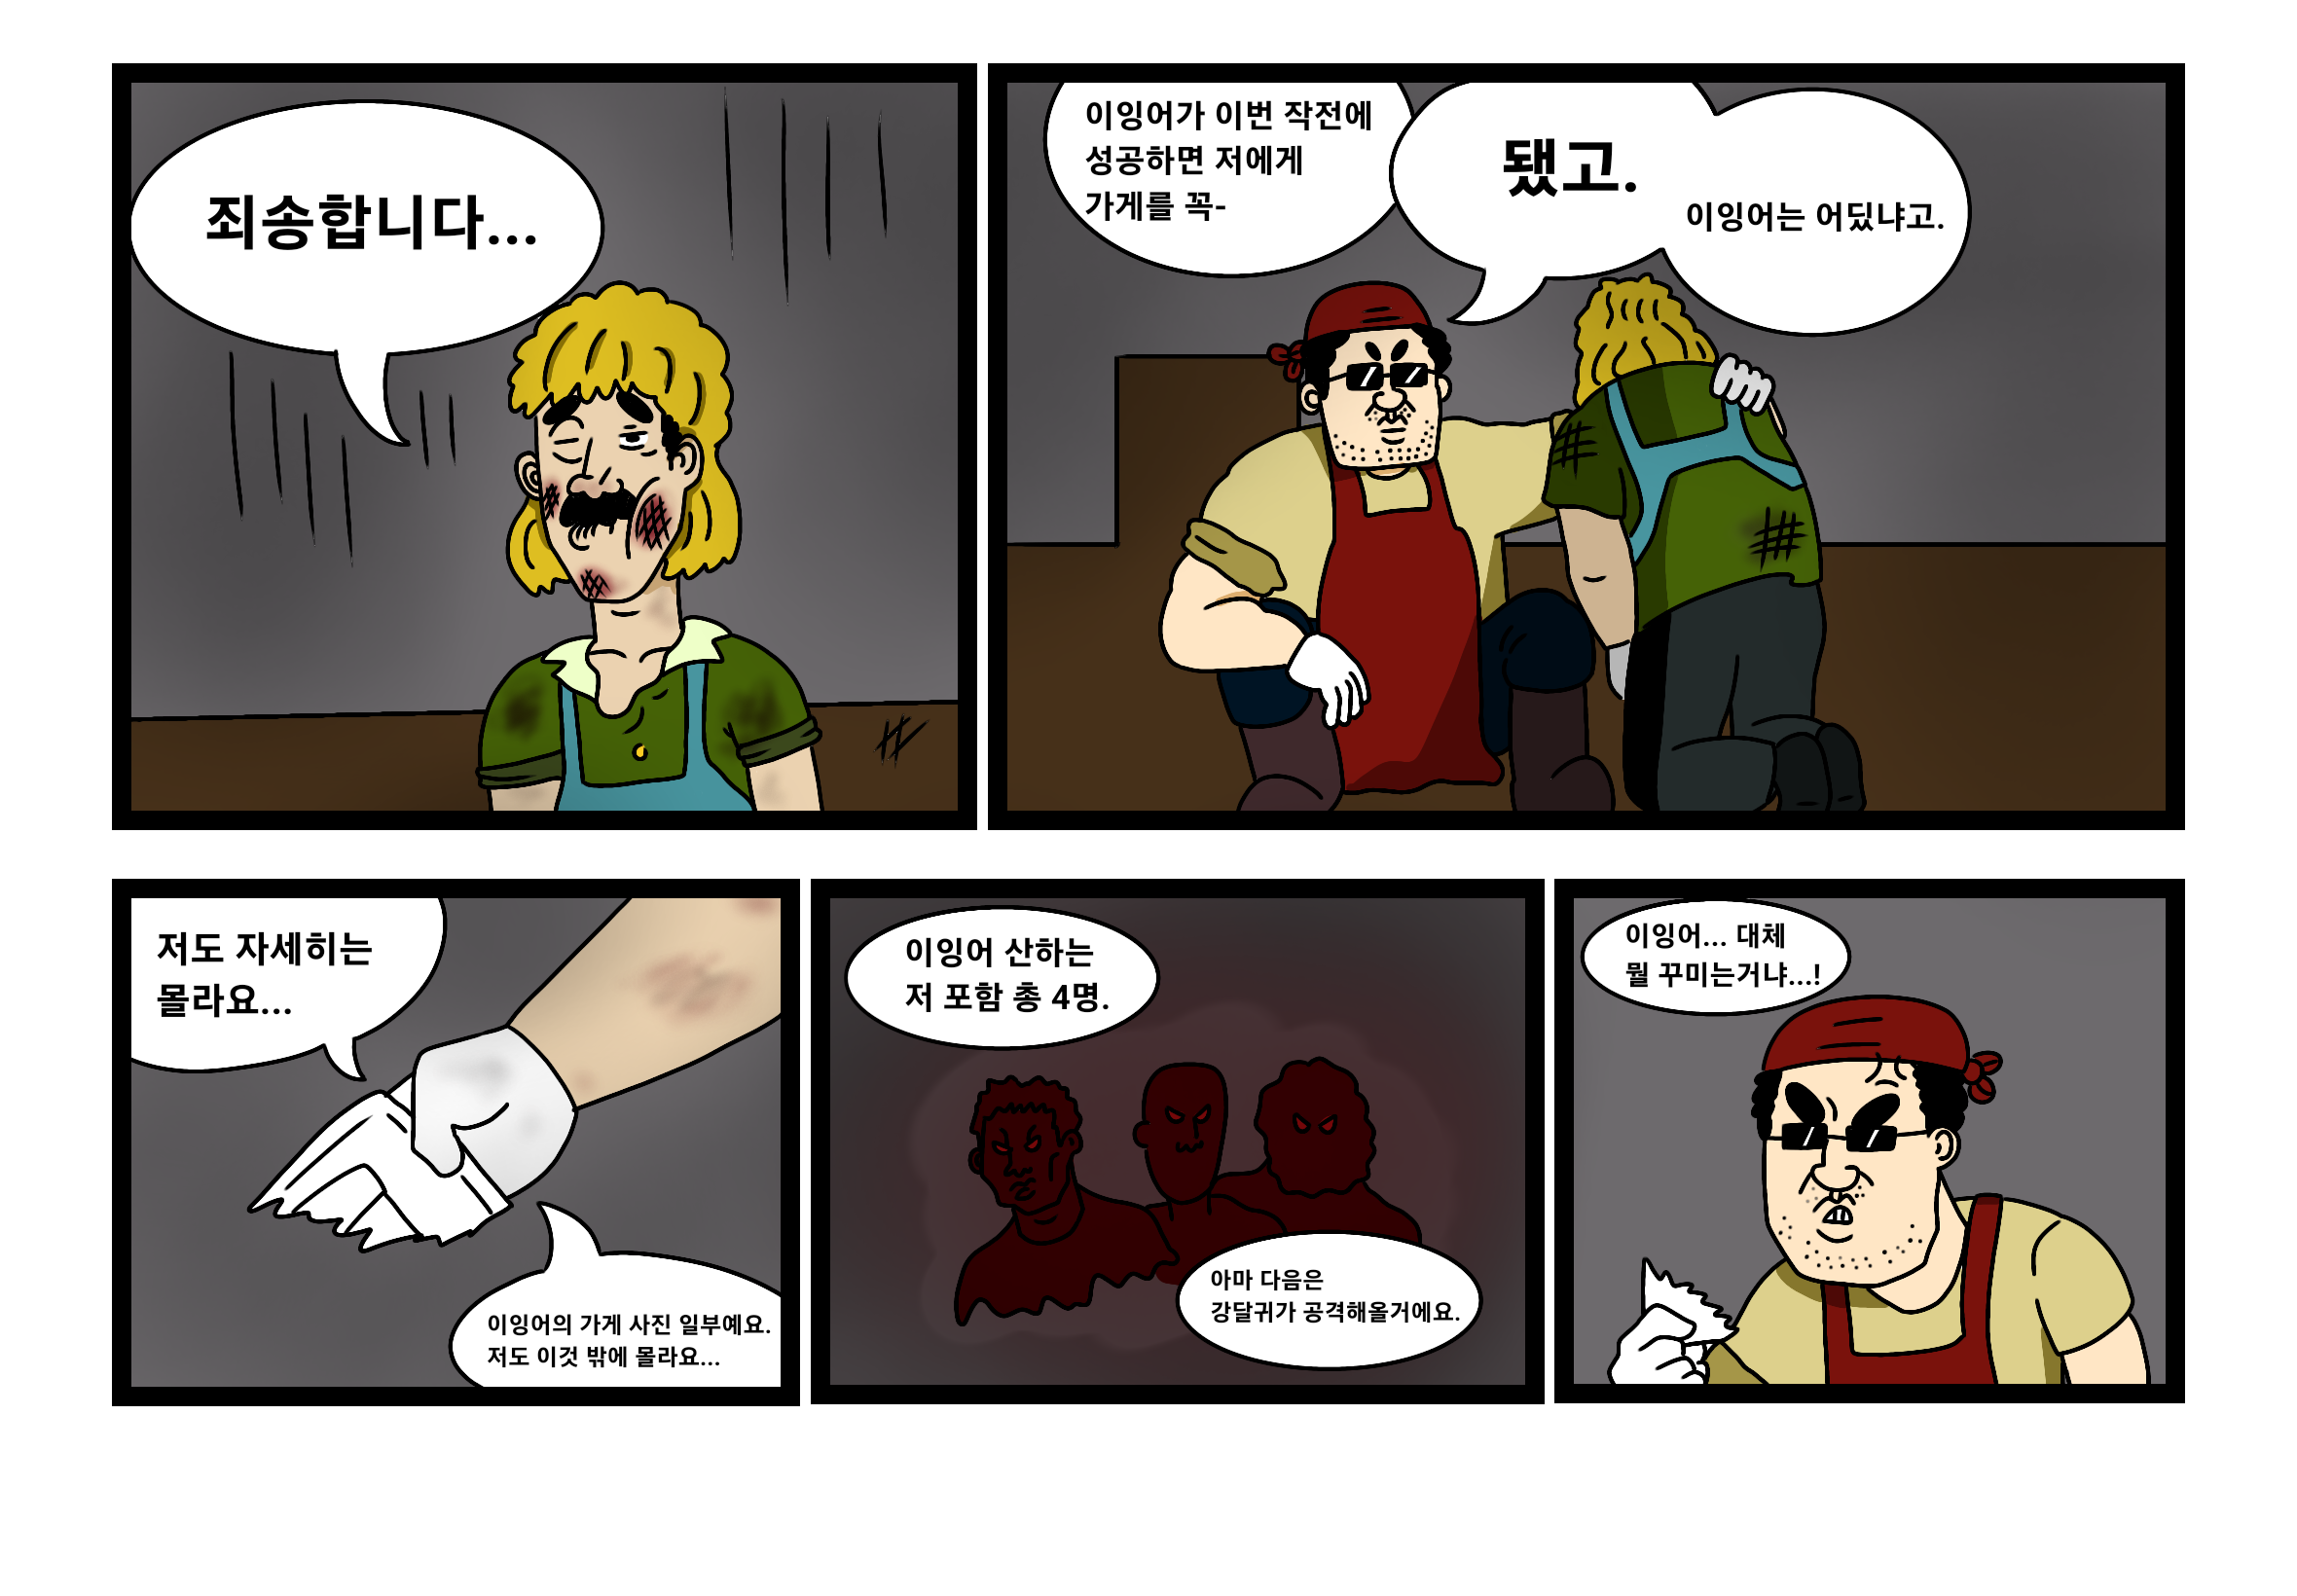 죄송합니다...
이잉어가 이번 작전에
성공하면 저에게
가게를 꼭-
됐고.
이잉어는 어딨냐고.
저도 자세히는
몰라요...
이잉어의 가게 사진 일부예요.
저도 이것 밖에 몰라요...
이잉어 산하는
저 포함 총 4명.
아마 다음은
강달귀가 공격해올거에요.
이잉어... 대체
뭘 꾸미는거냐...!